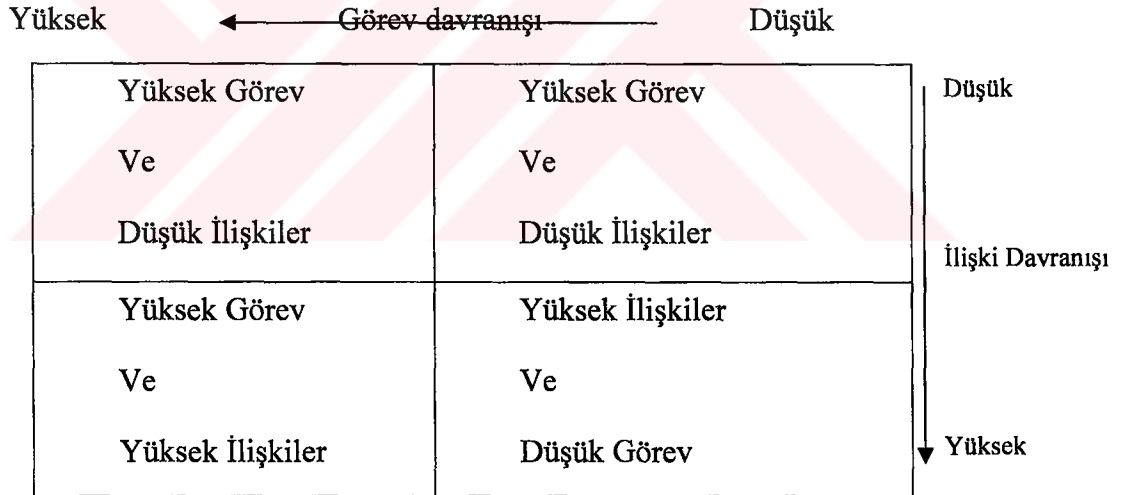 Yüksek Görev davranışı Düşük
Yüksek Görev Yüksek Görev Düşük
Ve Ve
Düşük İlişkiler Düşük İlişkiler
İlişki Davranışı
Yüksek Görev Yüksek İlişkiler
Ve Ve
Yüksek İlişkiler Düşük Görev Yüksek